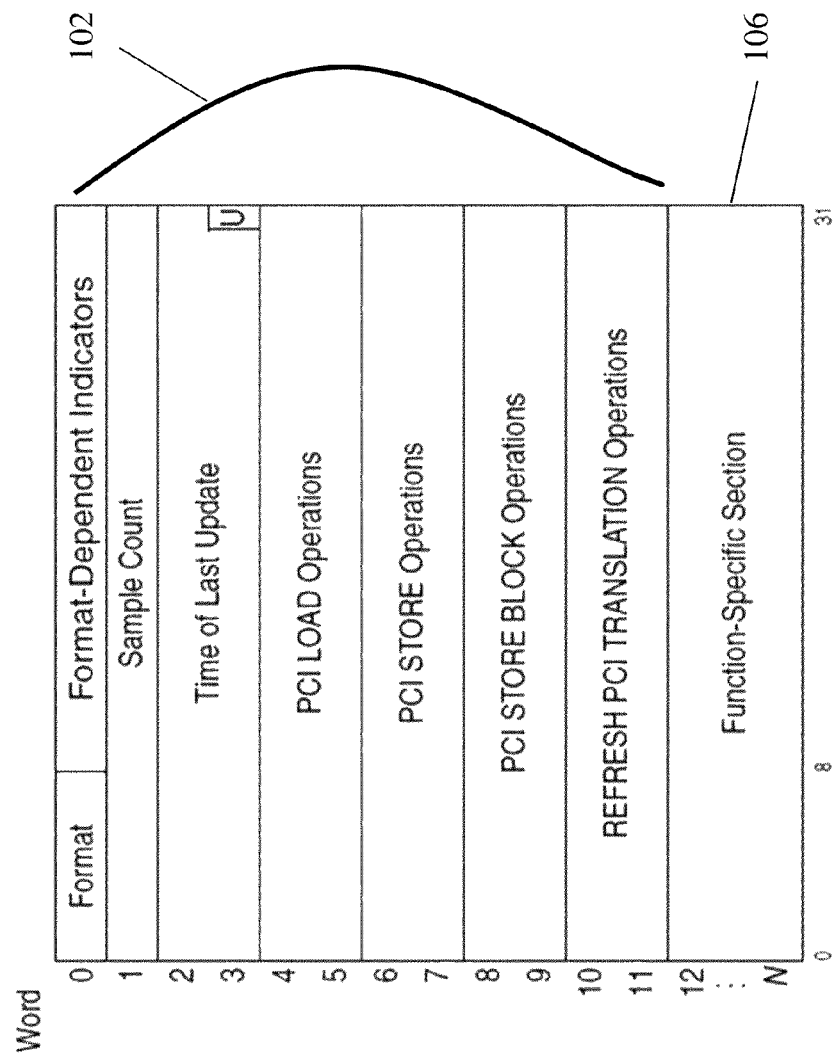 Word
0 Format Format-Dependent Indicators
1 Sample Count
2 Time of Last Update
3 U
4 PCI LOAD Operations
5
6 PCI STORE Operations
7
8 PCI STORE BLOCK Operations
9
10 REFRESH PCI TRANSLATION Operations
11
12 Function-Specific Section
⋮
N
0 8 31
102
106